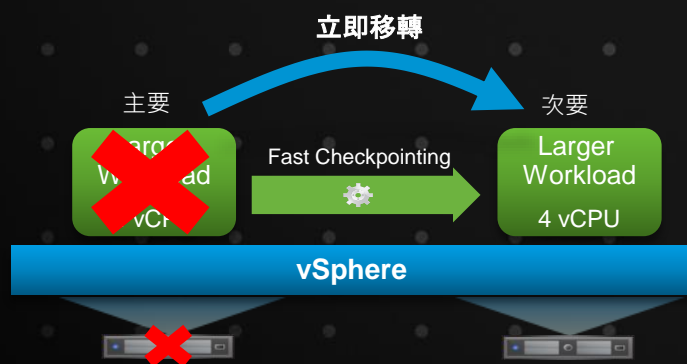 立即移轉
主要
次要
Fast Checkpointing
Larger
Workload
4 vCPU
vSphere